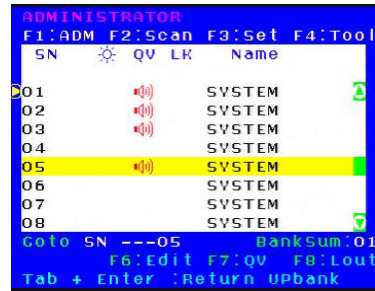 ADMINISTRATOR
F1:ADM F2:Scan F3:Set F4:Tool
SN QV LK Name
01 SYSTEM
02 SYSTEM
03 SYSTEM
04 SYSTEM
05 SYSTEM
06 SYSTEM
07 SYSTEM
08 SYSTEM
Goto SN ---05 BankSum:01
F6:Edit F7:QV F8:Lout
Tab + Enter :Return UPbank